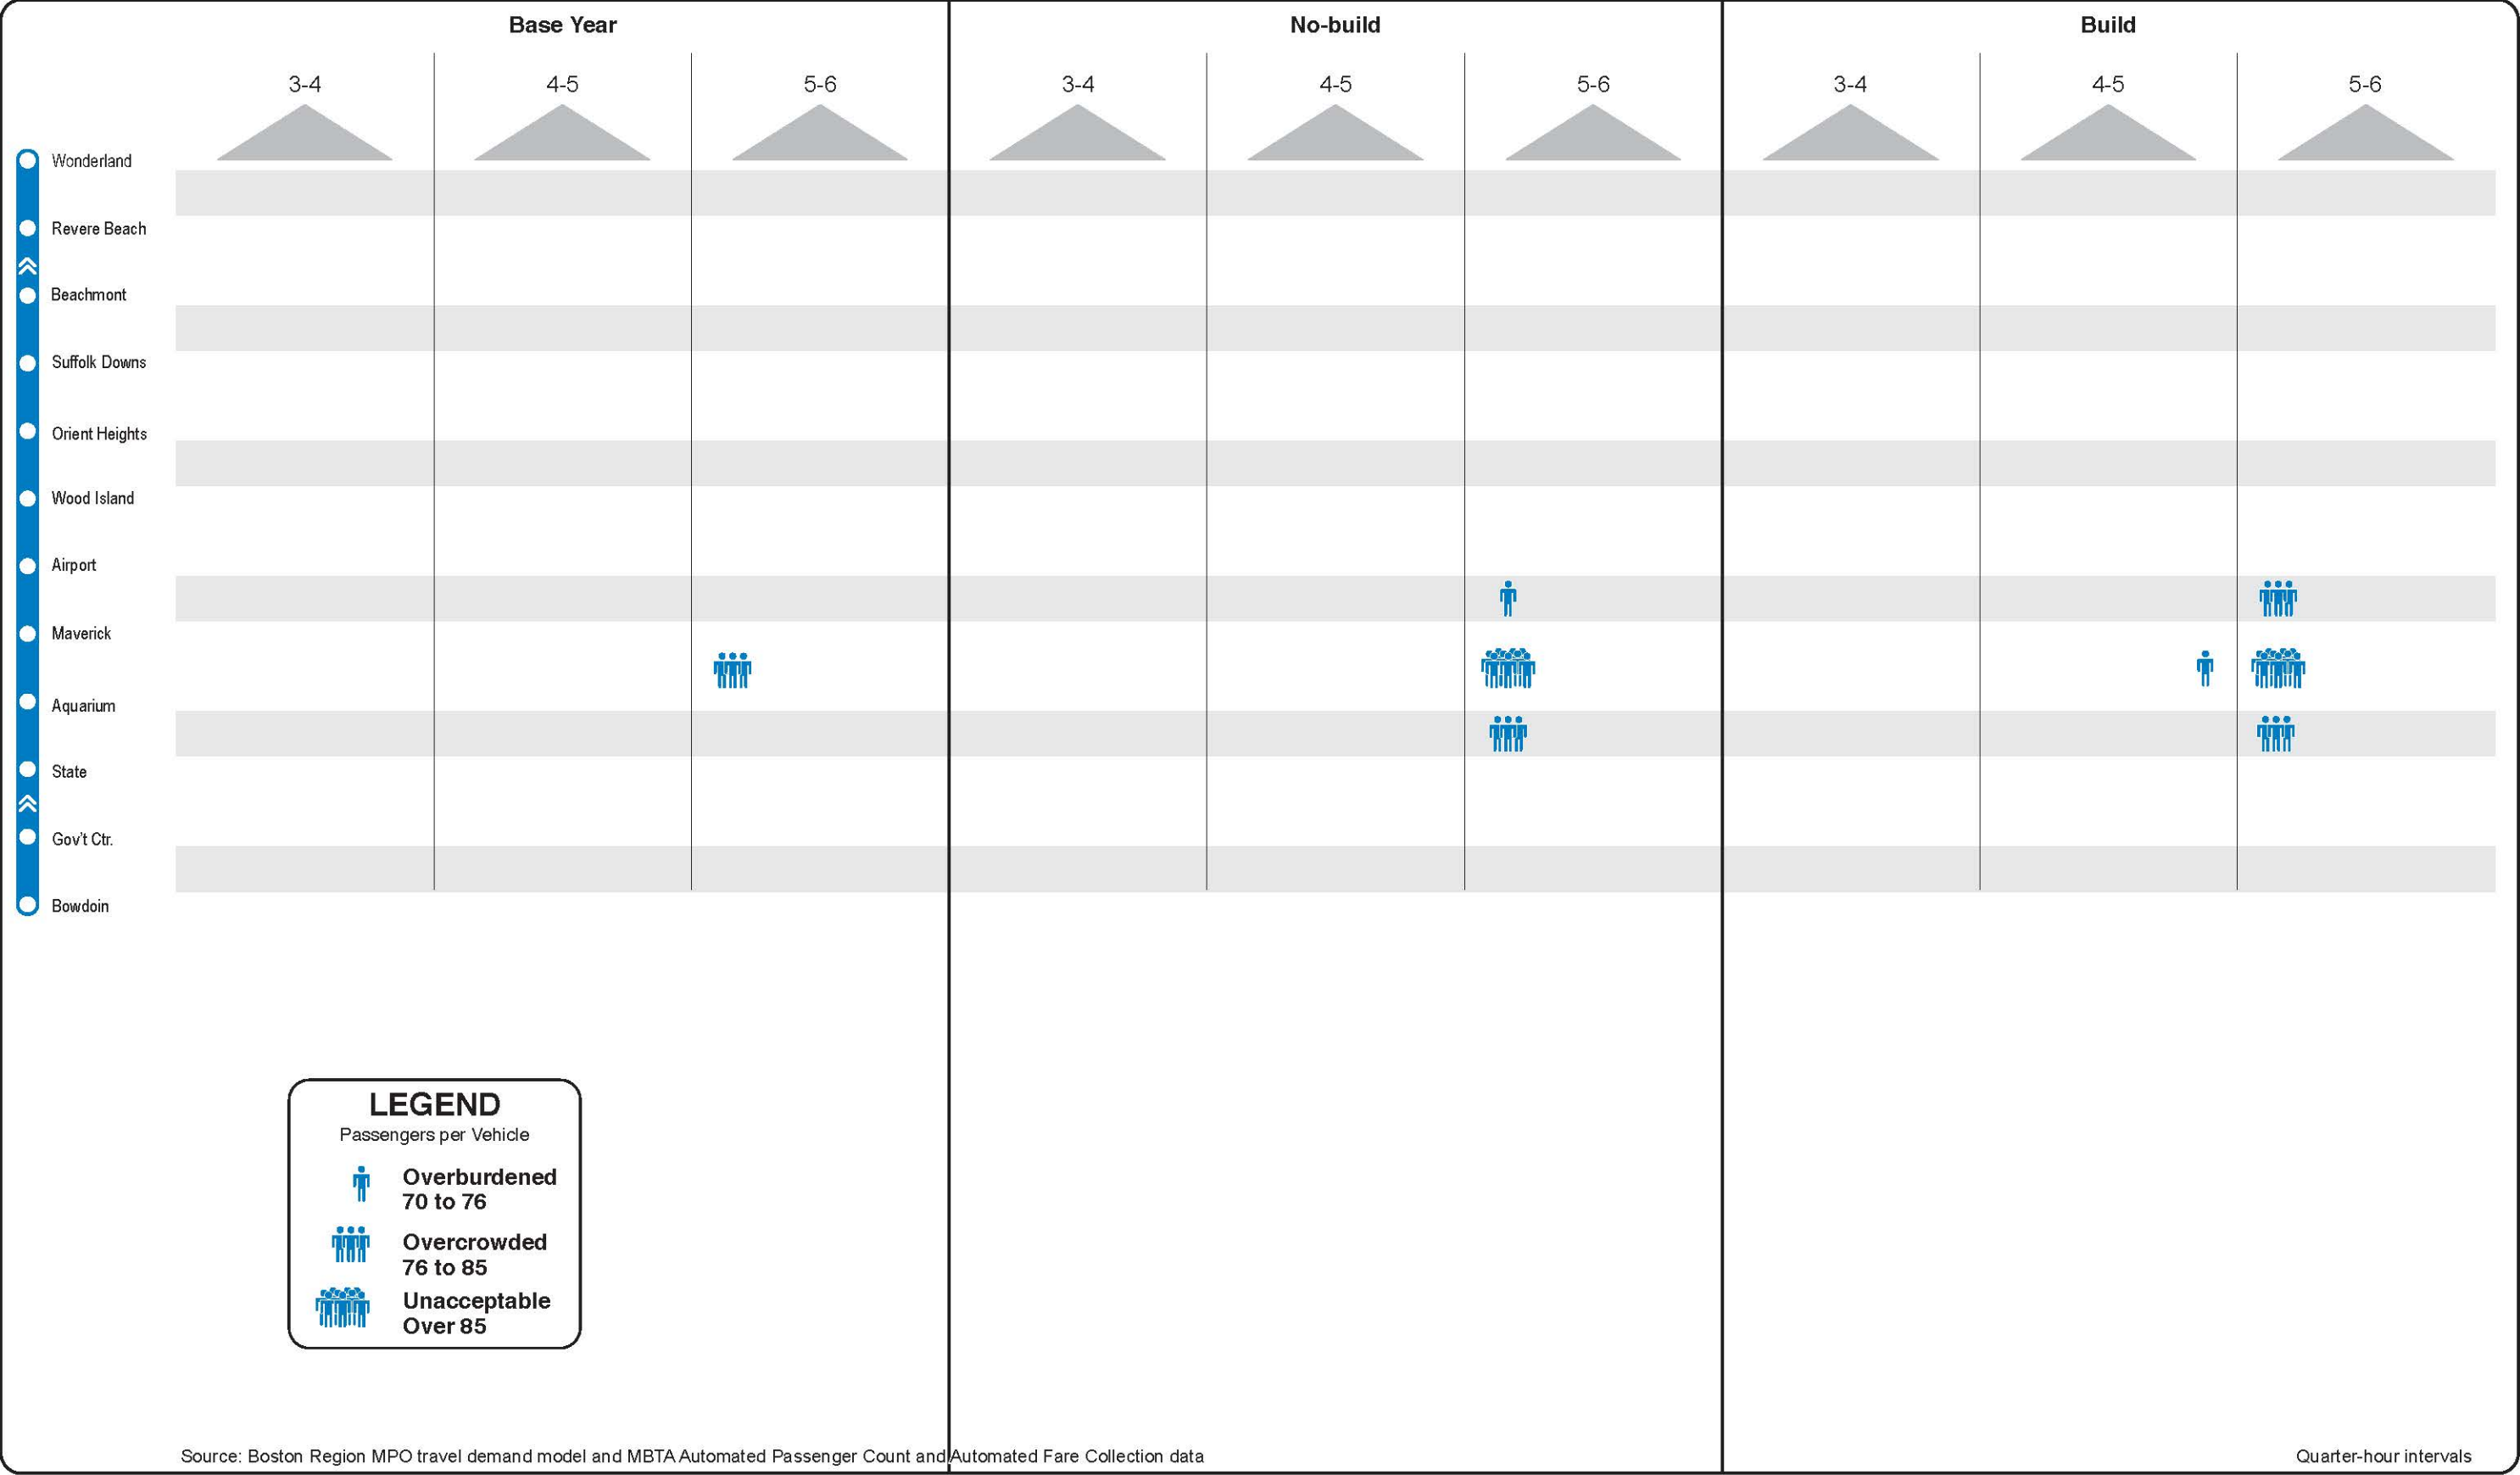 Base Year
No-build
Build
3-4
4-5
5-6
3-4
4-5
5-6
3-4
4-5
5-6
Wonderland
Revere Beach
Beachmont
Suffolk Downs
Orient Heights
Wood Island
Airport
Maverick
Aquarium
State
Gov't Ctr.
Bowdoin
LEGEND
Passengers per Vehicle
Overburdened
70 to 76
Overcrowded
76 to 85
Unacceptable
Over 85
Source: Boston Region MPO travel demand model and MBTA Automated Passenger Count and Automated Fare Collection data
Quarter-hour intervals